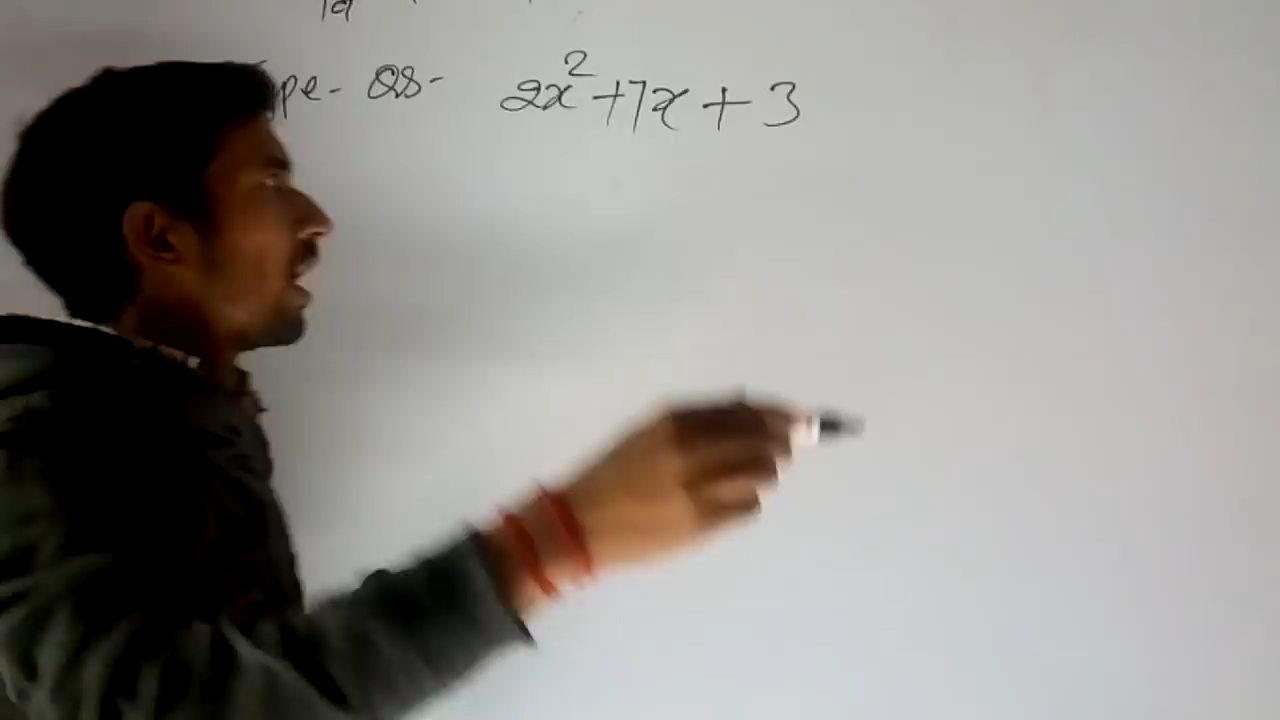 pe- QS- 2x² +7x + 3